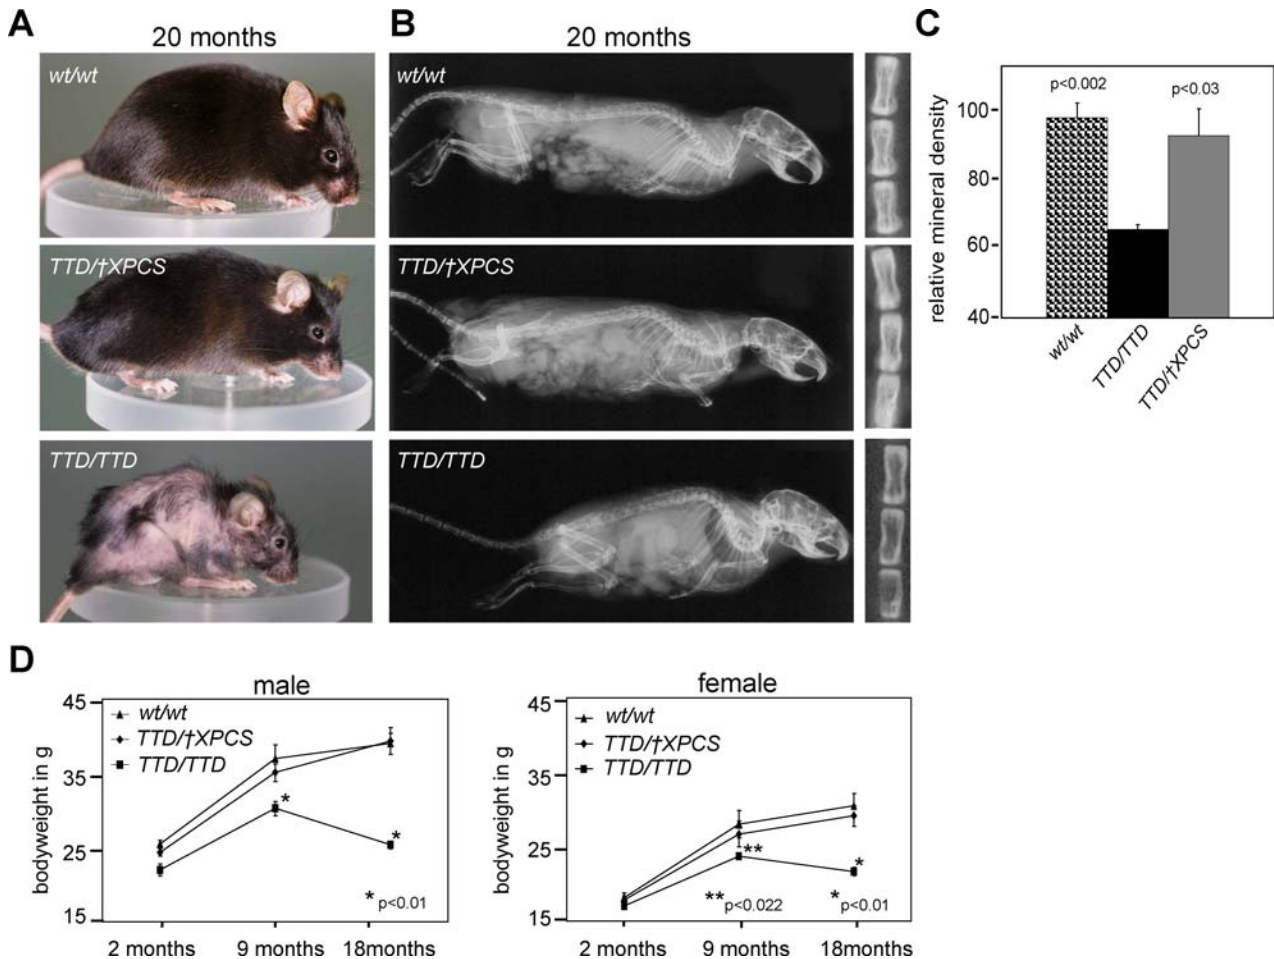 A
20 months
wt/wt
TTD/†XPCS
TTD/TTD
B
20 months
wt/wt
TTD/†XPCS
TTD/TTD
C
relative mineral density
100
80
60
40
p<0.002
p<0.03
wt/wt
TTD/TTD
TTD/†XPCS
D
male
bodyweight in g
45
35
25
15
wt/wt
TTD/†XPCS
TTD/TTD
*
*
* p<0.01
2 months 9 months 18months
female
bodyweight in g
45
35
25
15
wt/wt
TTD/†XPCS
TTD/TTD
**
*
** p<0.022 * p<0.01
2 months 9 months 18months